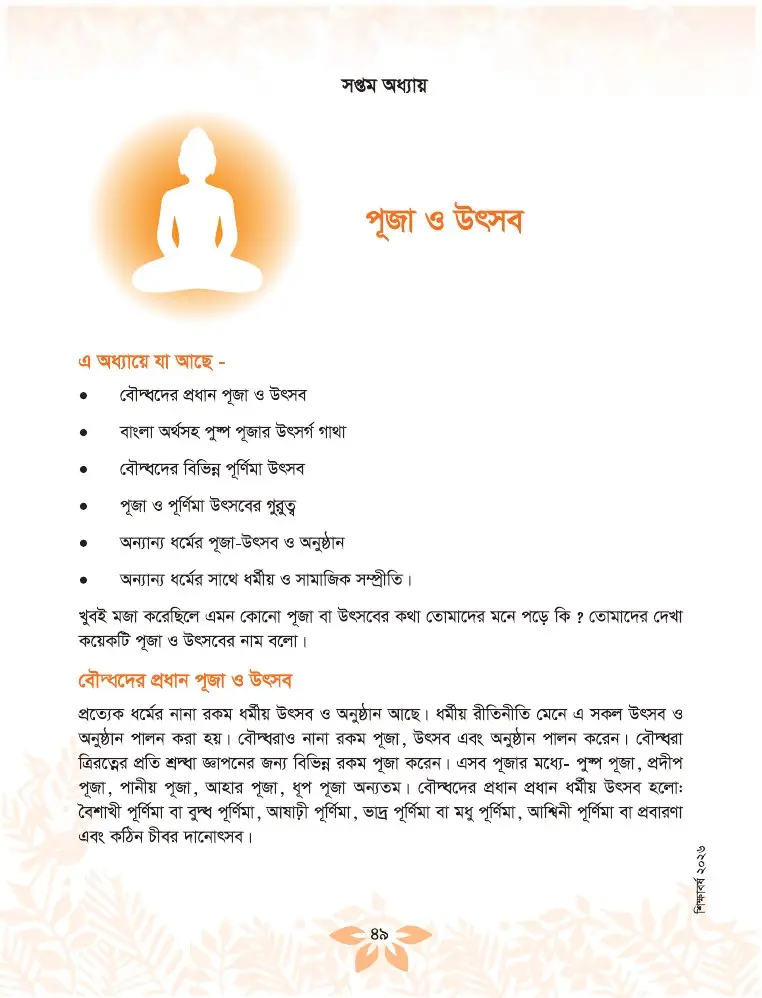 সপ্তম অধ্যায়
পূজা ও উৎসব
এ অধ্যায়ে যা আছে -
● বৌদ্ধদের প্রধান পূজা ও উৎসব
● বাংলা অর্থসহ পুষ্প পূজার উৎসর্গ গাথা
● বৌদ্ধদের বিভিন্ন পূর্ণিমা উৎসব
● পূজা ও পূর্ণিমা উৎসবের গুরুত্ব
● অন্যান্য ধর্মের পূজা-উৎসব ও অনুষ্ঠান
● অন্যান্য ধর্মের সাথে ধর্মীয় ও সামাজিক সম্প্রীতি।
খুবই মজা করেছিলে এমন কোনো পূজা বা উৎসবের কথা তোমাদের মনে পড়ে কি ? তোমাদের দেখা
কয়েকটি পূজা ও উৎসবের নাম বলো।
বৌদ্ধদের প্রধান পূজা ও উৎসব
প্রত্যেক ধর্মের নানা রকম ধর্মীয় উৎসব ও অনুষ্ঠান আছে। ধর্মীয় রীতিনীতি মেনে এ সকল উৎসব ও
অনুষ্ঠান পালন করা হয়। বৌদ্ধরাও নানা রকম পূজা, উৎসব এবং অনুষ্ঠান পালন করেন। বৌদ্ধরা
ত্রিরত্নের প্রতি শ্রদ্ধা জ্ঞাপনের জন্য বিভিন্ন রকম পূজা করেন। এসব পূজার মধ্যে- পুষ্প পূজা, প্রদীপ
পূজা, পানীয় পূজা, আহার পূজা, ধূপ পূজা অন্যতম। বৌদ্ধদের প্রধান প্রধান ধর্মীয় উৎসব হলো:
বৈশাখী পূর্ণিমা বা বুদ্ধ পূর্ণিমা, আষাঢ়ী পূর্ণিমা, ভাদ্র পূর্ণিমা বা মধু পূর্ণিমা, আশ্বিনী পূর্ণিমা বা প্রবারণা
এবং কঠিন চীবর দানোৎসব।
শিক্ষাবর্ষ ২০২৬
৪৯